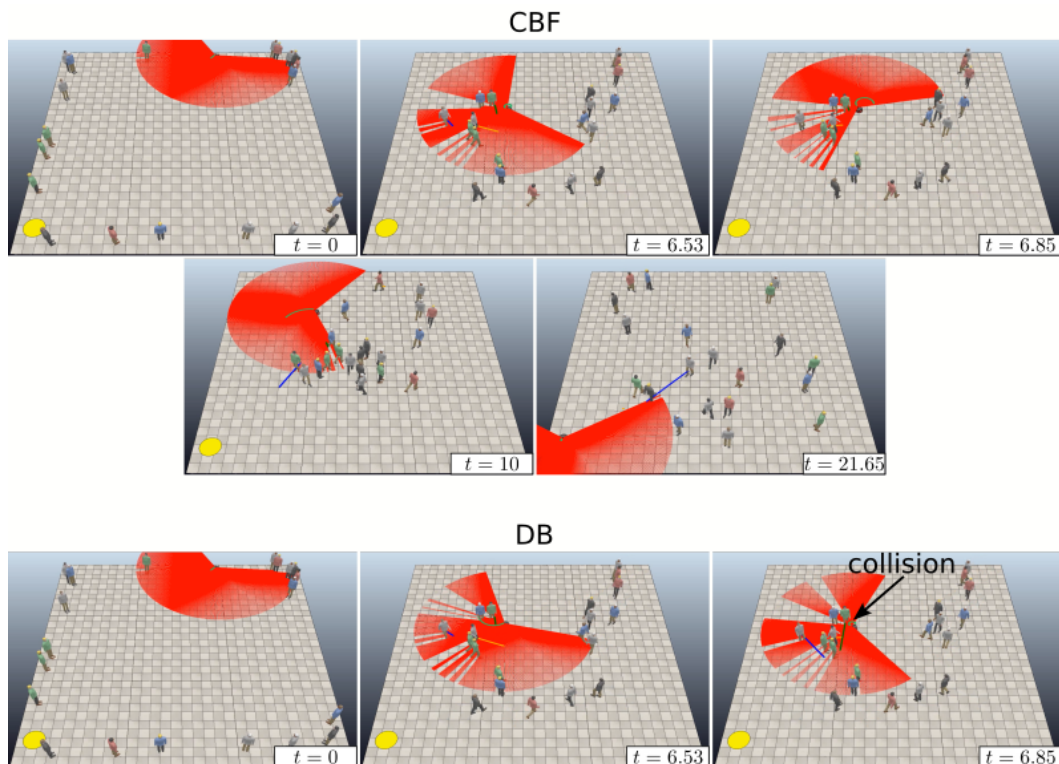 CBF
t = 0
t = 6.53
t = 6.85
t = 10
t = 21.65
DB
collision
t = 0
t = 6.53
t = 6.85